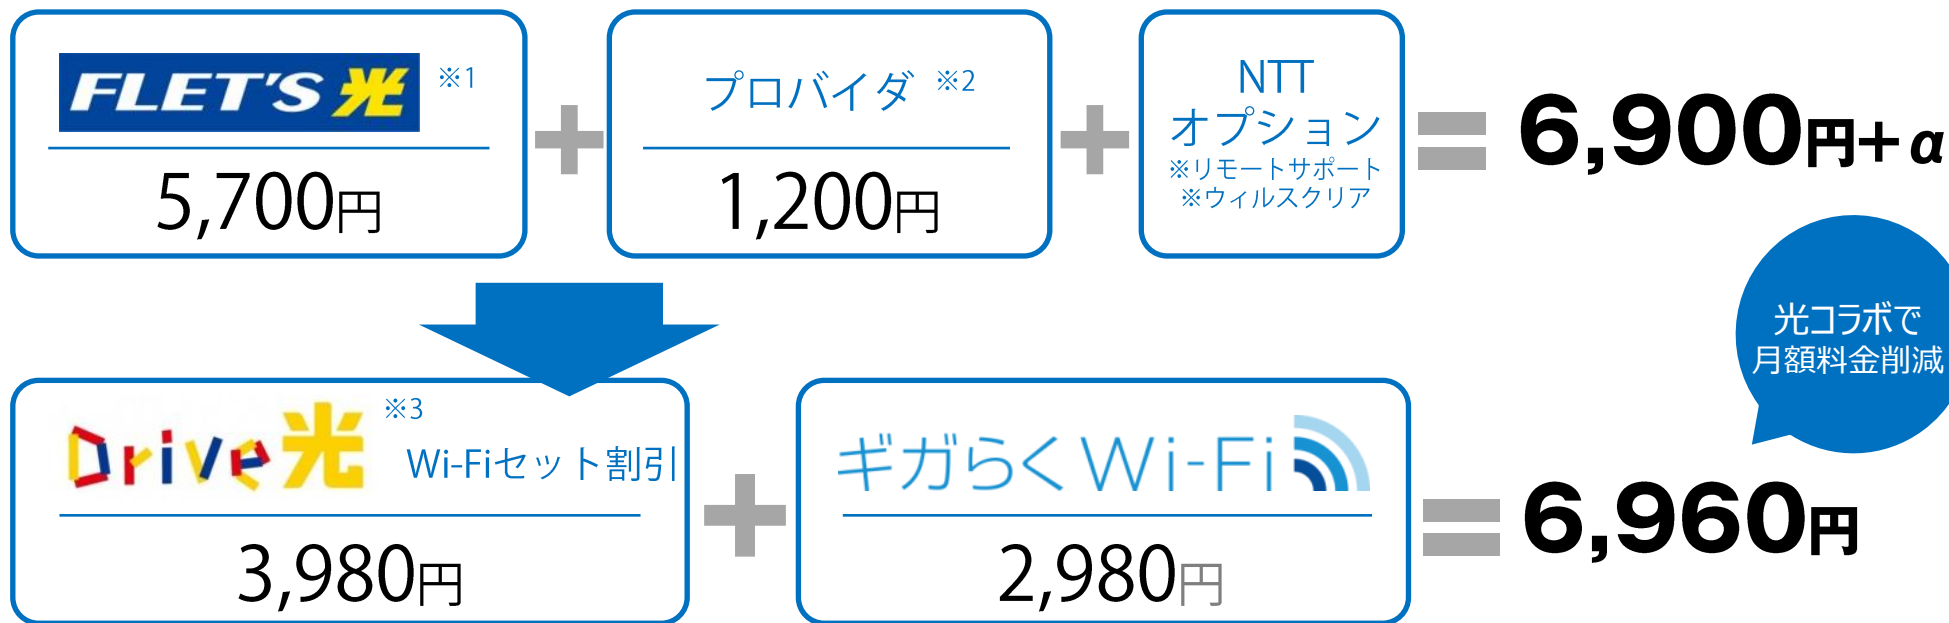 FLET'S光 ※1
5,700円
+
プロバイダ ※2
1,200円
+
NTT
オプション
※リモートサポート
※ウィルスクリア
=
6,900円+α
光コラボで
月額料金削減
Drive光 ※3
Wi-Fiセット割引
3,980円
+
ギガらくWi-Fi
2,980円
=
6,960円